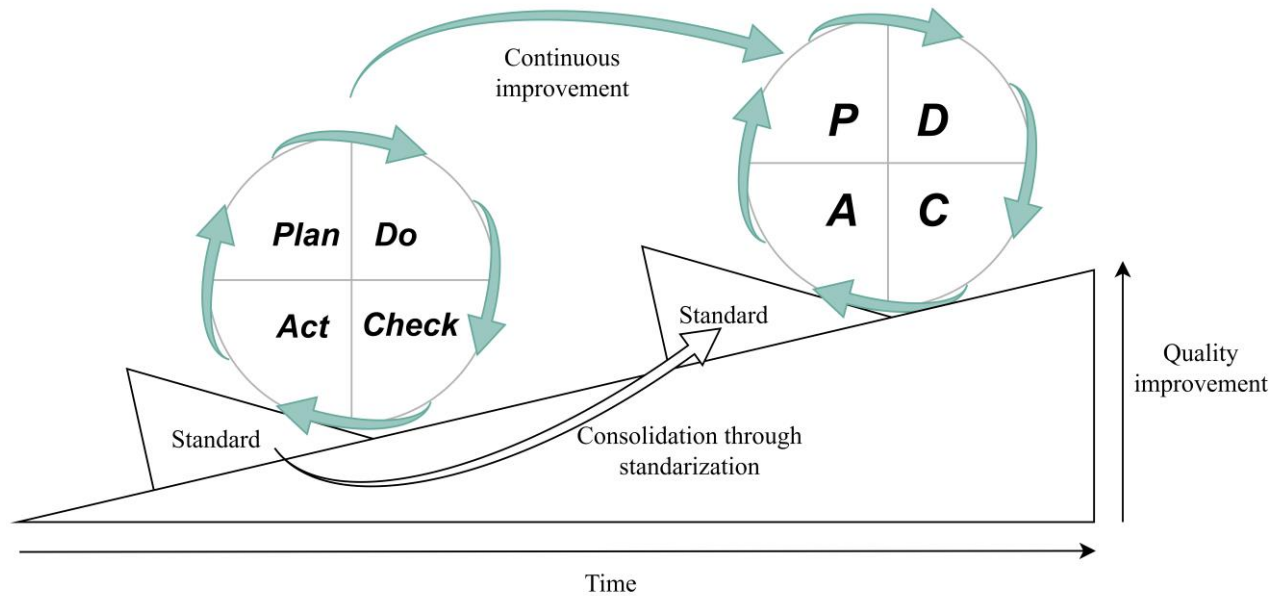 Continuous
improvement
P D
A C
Plan Do
Act Check
Standard
Standard
Quality
improvement
Consolidation through
standarization
Time